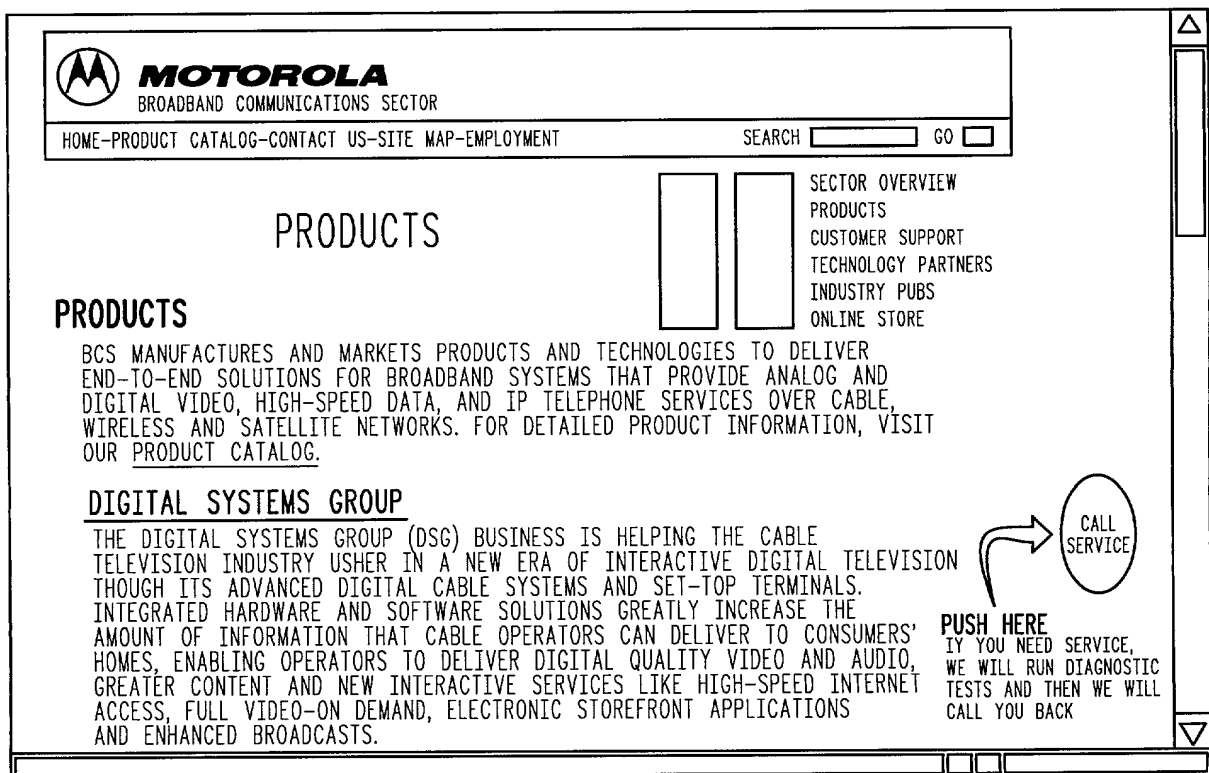 MOTOROLA
BROADBAND COMMUNICATIONS SECTOR
HOME-PRODUCT CATALOG-CONTACT US-SITE MAP-EMPLOYMENT
SEARCH GO
SECTOR OVERVIEW
PRODUCTS
CUSTOMER SUPPORT
TECHNOLOGY PARTNERS
INDUSTRY PUBS
ONLINE STORE
PRODUCTS
PRODUCTS
BCS MANUFACTURES AND MARKETS PRODUCTS AND TECHNOLOGIES TO DELIVER
END-TO-END SOLUTIONS FOR BROADBAND SYSTEMS THAT PROVIDE ANALOG AND
DIGITAL VIDEO, HIGH-SPEED DATA, AND IP TELEPHONE SERVICES OVER CABLE,
WIRELESS AND SATELLITE NETWORKS. FOR DETAILED PRODUCT INFORMATION, VISIT
OUR PRODUCT CATALOG.
DIGITAL SYSTEMS GROUP
THE DIGITAL SYSTEMS GROUP (DSG) BUSINESS IS HELPING THE CABLE
TELEVISION INDUSTRY USHER IN A NEW ERA OF INTERACTIVE DIGITAL TELEVISION
THOUGH ITS ADVANCED DIGITAL CABLE SYSTEMS AND SET-TOP TERMINALS.
INTEGRATED HARDWARE AND SOFTWARE SOLUTIONS GREATLY INCREASE THE
AMOUNT OF INFORMATION THAT CABLE OPERATORS CAN DELIVER TO CONSUMERS'
HOMES, ENABLING OPERATORS TO DELIVER DIGITAL QUALITY VIDEO AND AUDIO,
GREATER CONTENT AND NEW INTERACTIVE SERVICES LIKE HIGH-SPEED INTERNET
ACCESS, FULL VIDEO-ON DEMAND, ELECTRONIC STOREFRONT APPLICATIONS
AND ENHANCED BROADCASTS.
CALL
SERVICE
PUSH HERE
IY YOU NEED SERVICE,
WE WILL RUN DIAGNOSTIC
TESTS AND THEN WE WILL
CALL YOU BACK